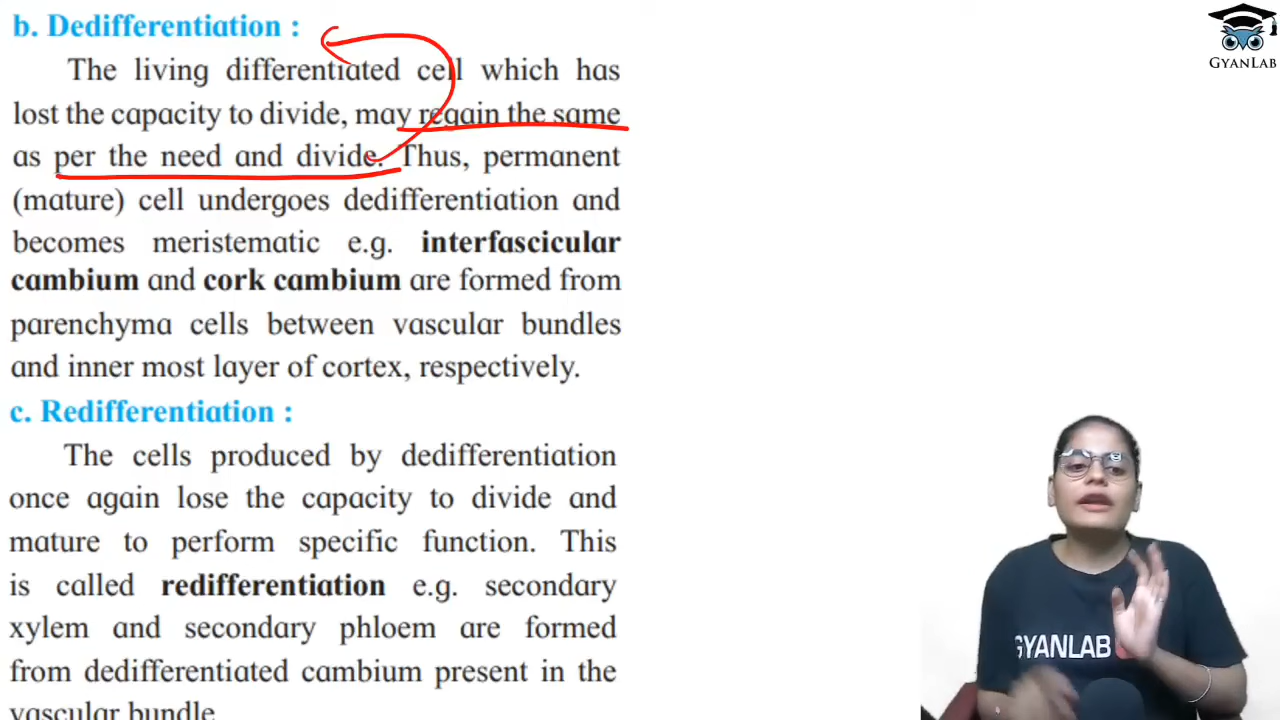 b. Dedifferentiation :
The living differentiated cell which has
lost the capacity to divide, may regain the same
as per the need and divide. Thus, permanent
(mature) cell undergoes dedifferentiation and
becomes meristematic e.g. interfascicular
cambium and cork cambium are formed from
parenchyma cells between vascular bundles
and inner most layer of cortex, respectively.
c. Redifferentiation :
The cells produced by dedifferentiation
once again lose the capacity to divide and
mature to perform specific function. This
is called redifferentiation e.g. secondary
xylem and secondary phloem are formed
from dedifferentiated cambium present in the
vascular bundle.
GYANLAB
GYANLAB